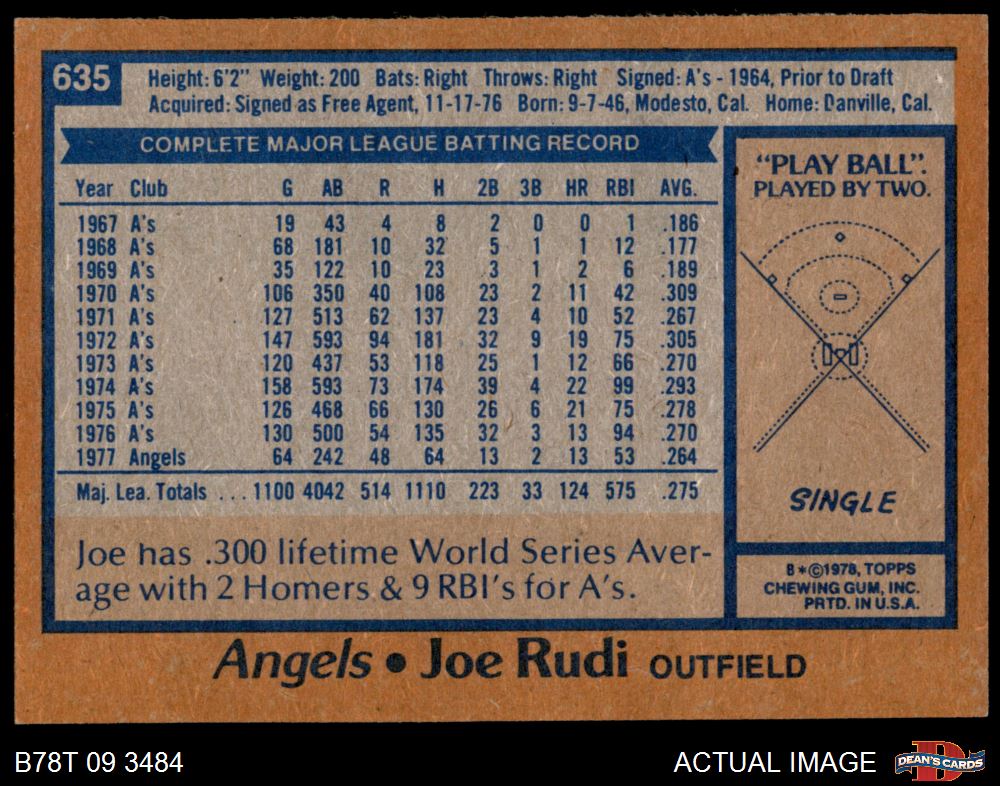 635
Height: 6'2" Weight: 200 Bats: Right Throws: Right Signed: A's - 1964, Prior to Draft
Acquired: Signed as Free Agent, 11-17-76 Born: 9-7-46, Modesto, Cal. Home: Danville, Cal.
COMPLETE MAJOR LEAGUE BATTING RECORD
Year Club G AB R H 2B 3B HR RBI AVG.
1967 A's 19 43 4 8 2 0 0 1 .186
1968 A's 68 181 10 32 5 1 1 12 .177
1969 A's 35 122 10 23 3 1 2 6 .189
1970 A's 106 350 40 108 23 2 11 42 .309
1971 A's 127 513 62 137 23 4 10 52 .267
1972 A's 147 593 94 181 32 9 19 75 .305
1973 A's 120 437 53 118 25 1 12 66 .270
1974 A's 158 593 73 174 39 4 22 99 .293
1975 A's 126 468 66 130 26 6 21 75 .278
1976 A's 130 500 54 135 32 3 13 94 .270
1977 Angels 64 242 48 64 13 2 13 53 .264
Maj. Lea. Totals ... 1100 4042 514 1110 223 33 124 575 .275
Joe has .300 lifetime World Series Aver-
age with 2 Homers & 9 RBI's for A's.
"PLAY BALL".
PLAYED BY TWO.
SINGLE
B*©1978, TOPPS
CHEWING GUM, INC.
PRTD. IN U.S.A.
Angels • Joe Rudi OUTFIELD
B78T 09 3484
ACTUAL IMAGE
D
DEAN'S CARDS